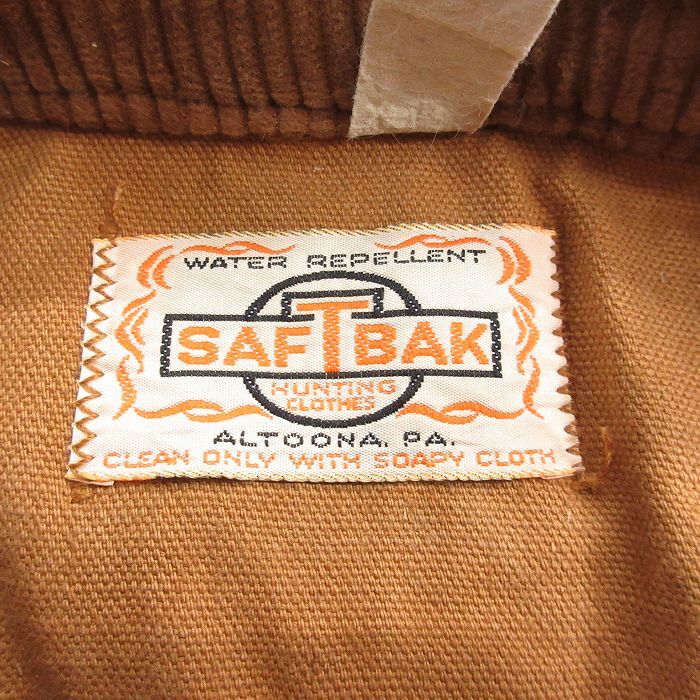 WATER REPELLENT
SAFTBAK
HUNTING
CLOTHES
ALTOONA, PA.
CLEAN ONLY WITH SOAPY CLOTH